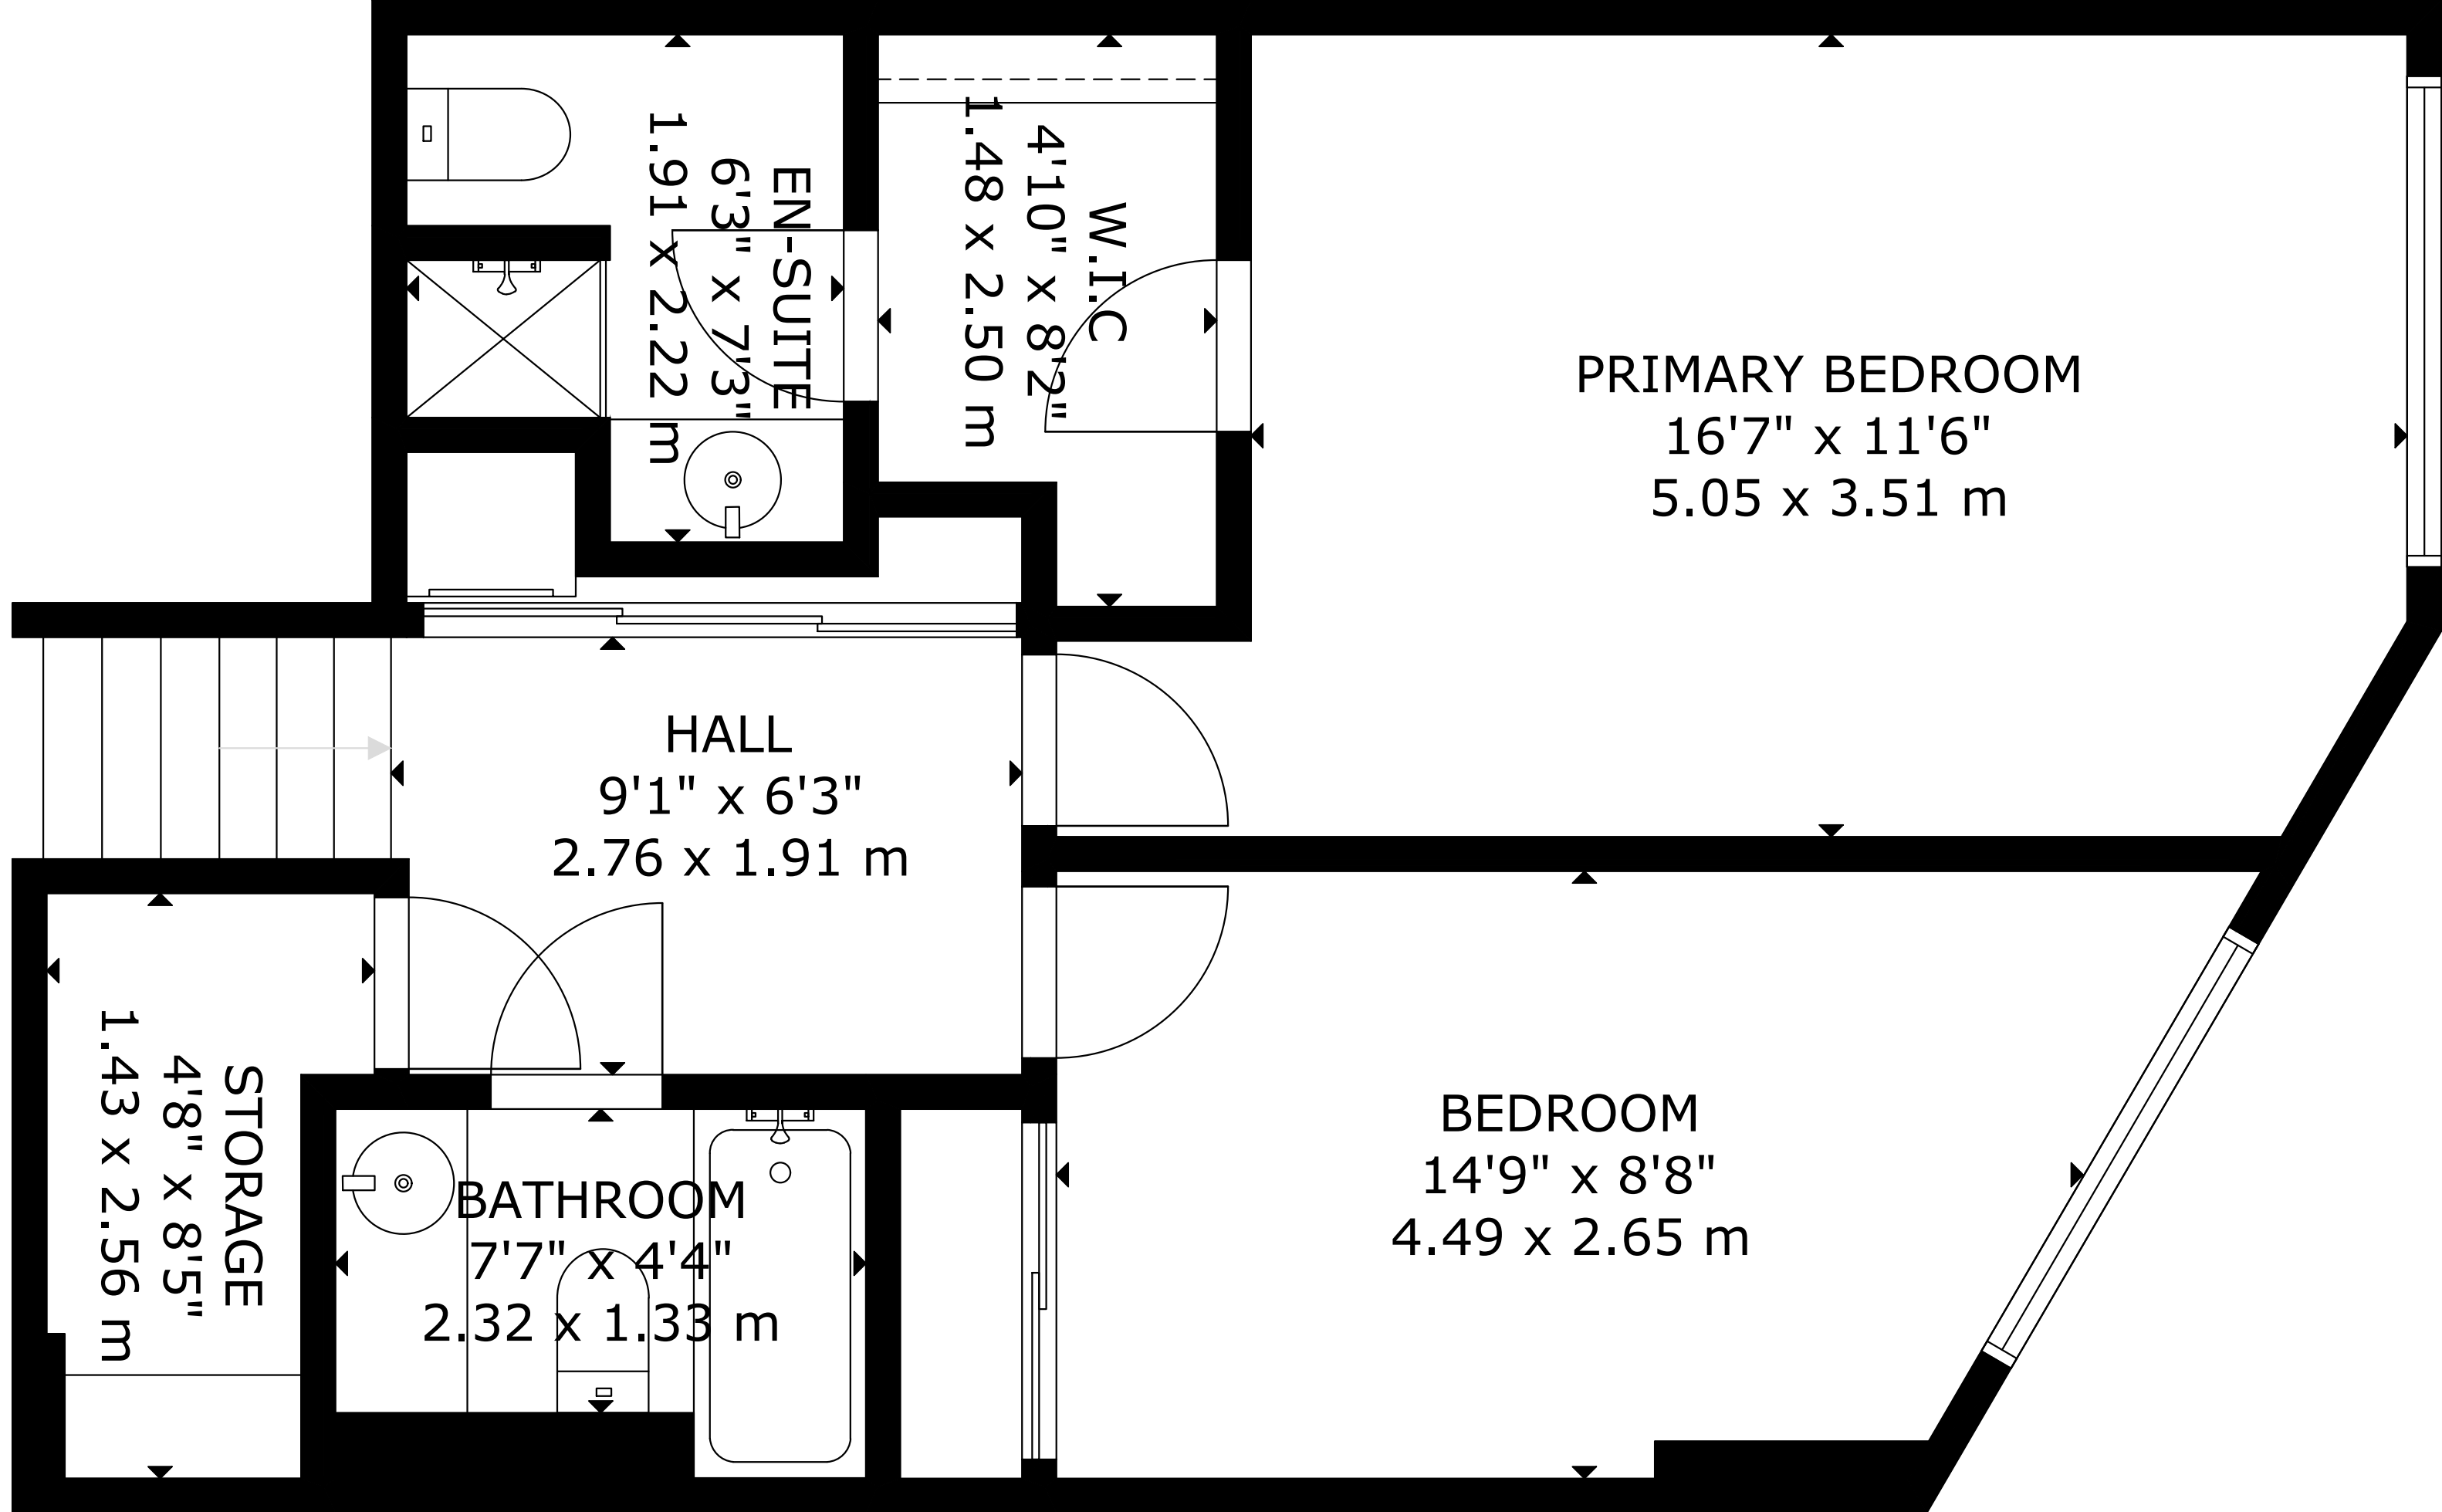 EN-SUITE
6'3" x 7'3"
1.91 x 2.22 m
W.I.C
4'10" x 8'2"
1.48 x 2.50 m
PRIMARY BEDROOM
16'7" x 11'6"
5.05 x 3.51 m
HALL
9'1" x 6'3"
2.76 x 1.91 m
STORAGE
4'8" x 8'5"
1.43 x 2.56 m
BATHROOM
7'7" x 4'4"
2.32 x 1.33 m
BEDROOM
14'9" x 8'8"
4.49 x 2.65 m